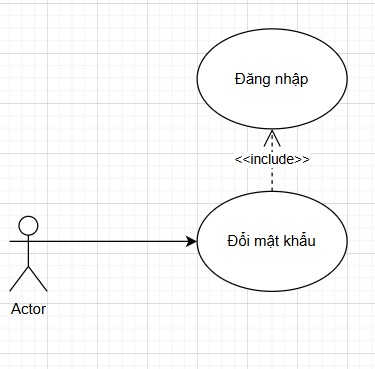 Đăng nhập
<<include>>
Đổi mật khẩu
Actor